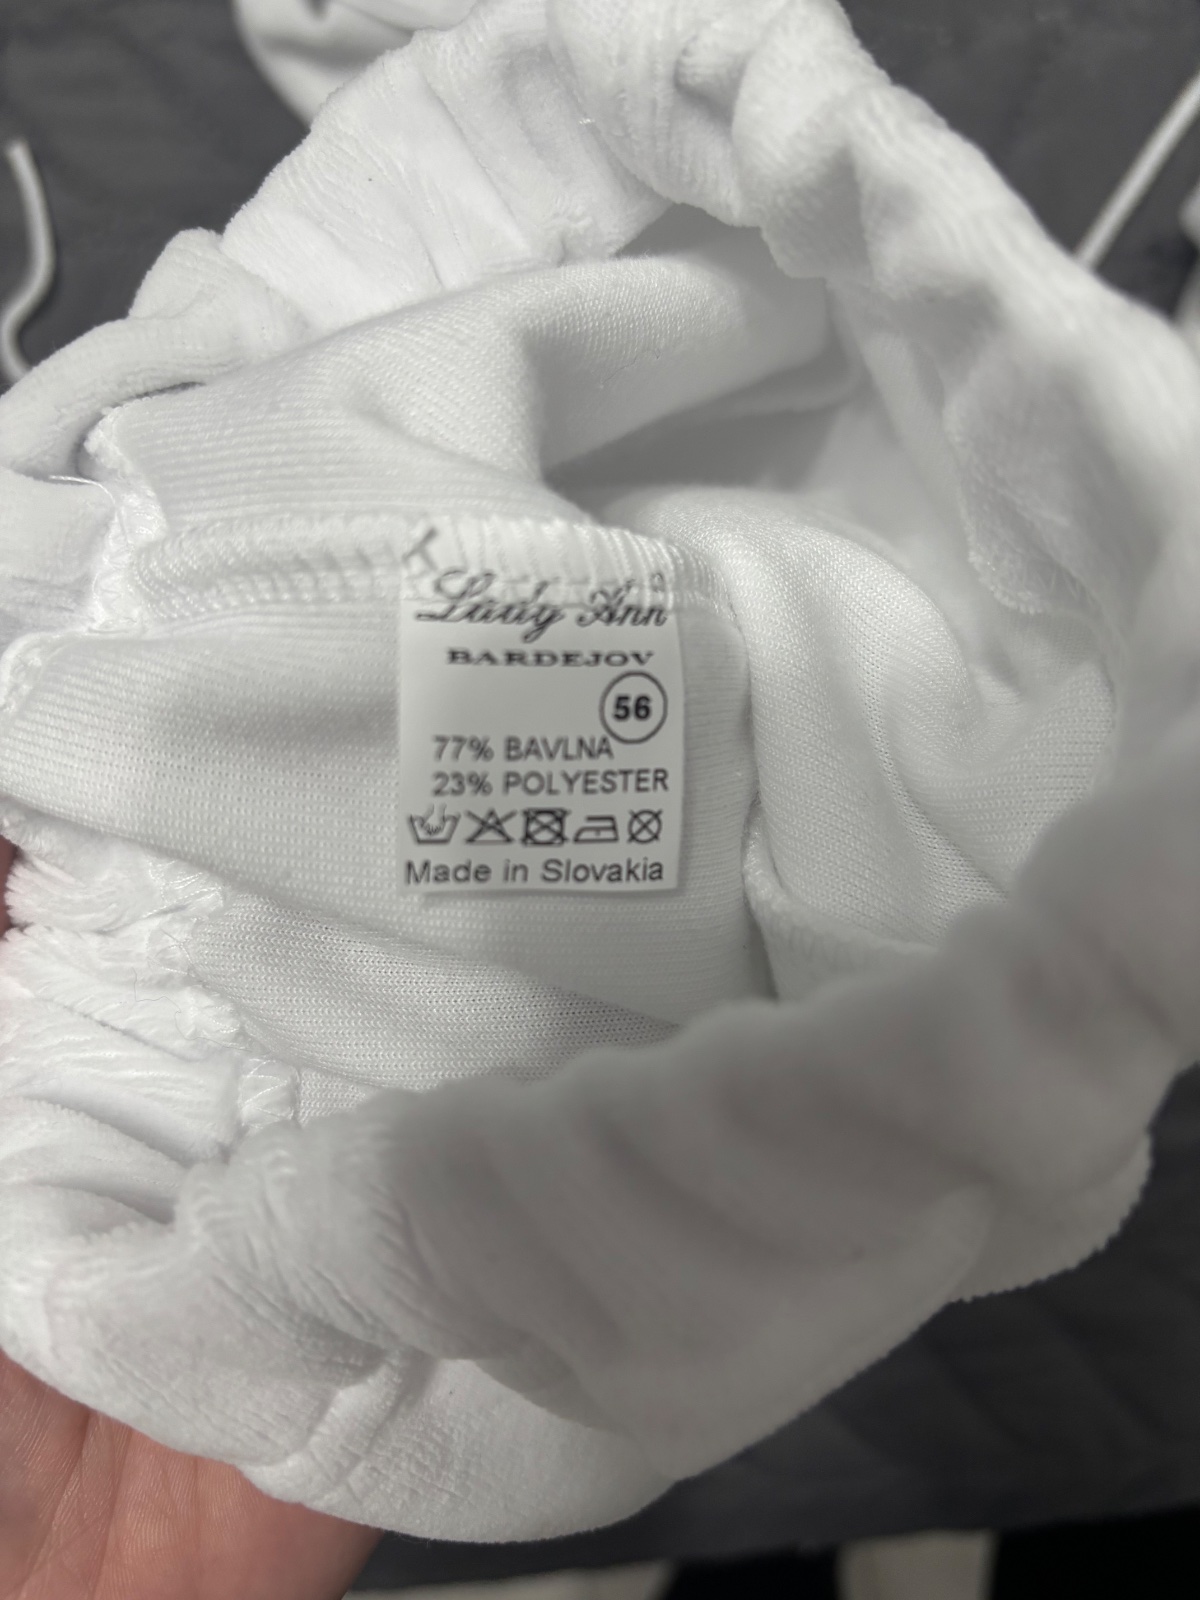 Lady Ann
BARDEJOV
56
77% BAVLNA
23% POLYESTER
Made in Slovakia